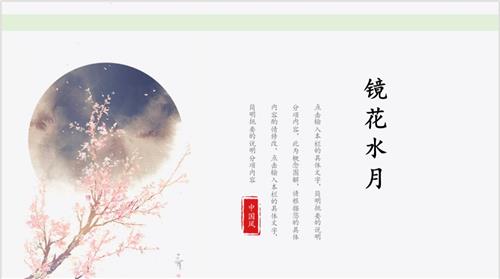 镜花水月
点击输入本栏的具体文字，简明扼要的说明
分项内容，此为概念图解，请根据您的具体
内容酌情修改，点击输入本栏的具体文字，
简明扼要的说明分项内容
中国风